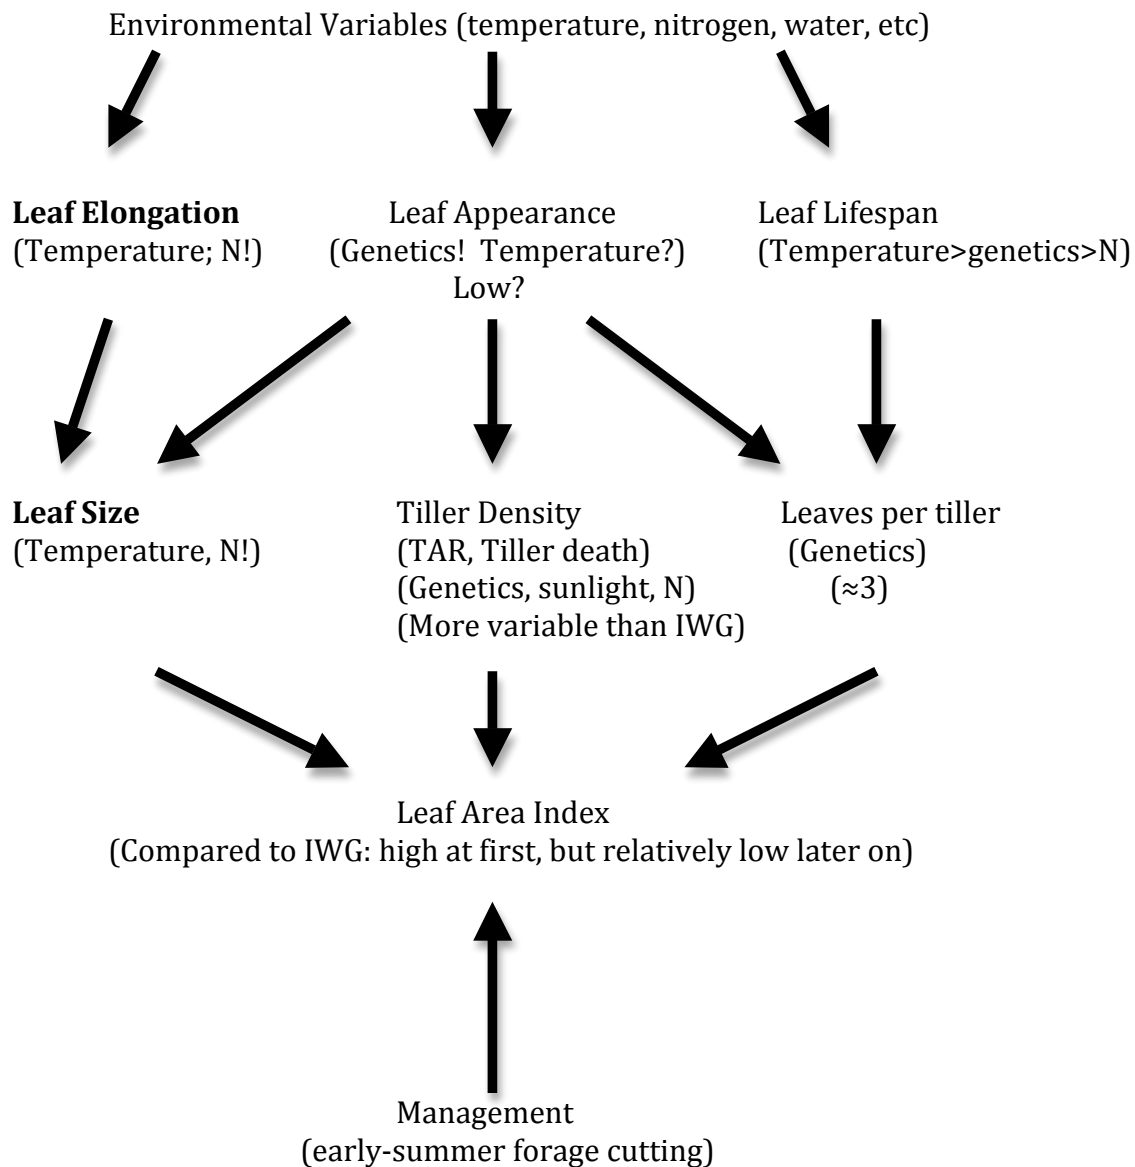 Environmental Variables (temperature, nitrogen, water, etc)
Leaf Elongation
(Temperature; N!)
Leaf Appearance
(Genetics!  Temperature?)
Low?
Leaf Lifespan
(Temperature>genetics>N)
Leaf Size
(Temperature, N!)
Tiller Density
(TAR, Tiller death)
(Genetics, sunlight, N)
(More variable than IWG)
Leaves per tiller
(Genetics)
(≈3)
Leaf Area Index
(Compared to IWG: high at first, but relatively low later on)
Management
(early-summer forage cutting)